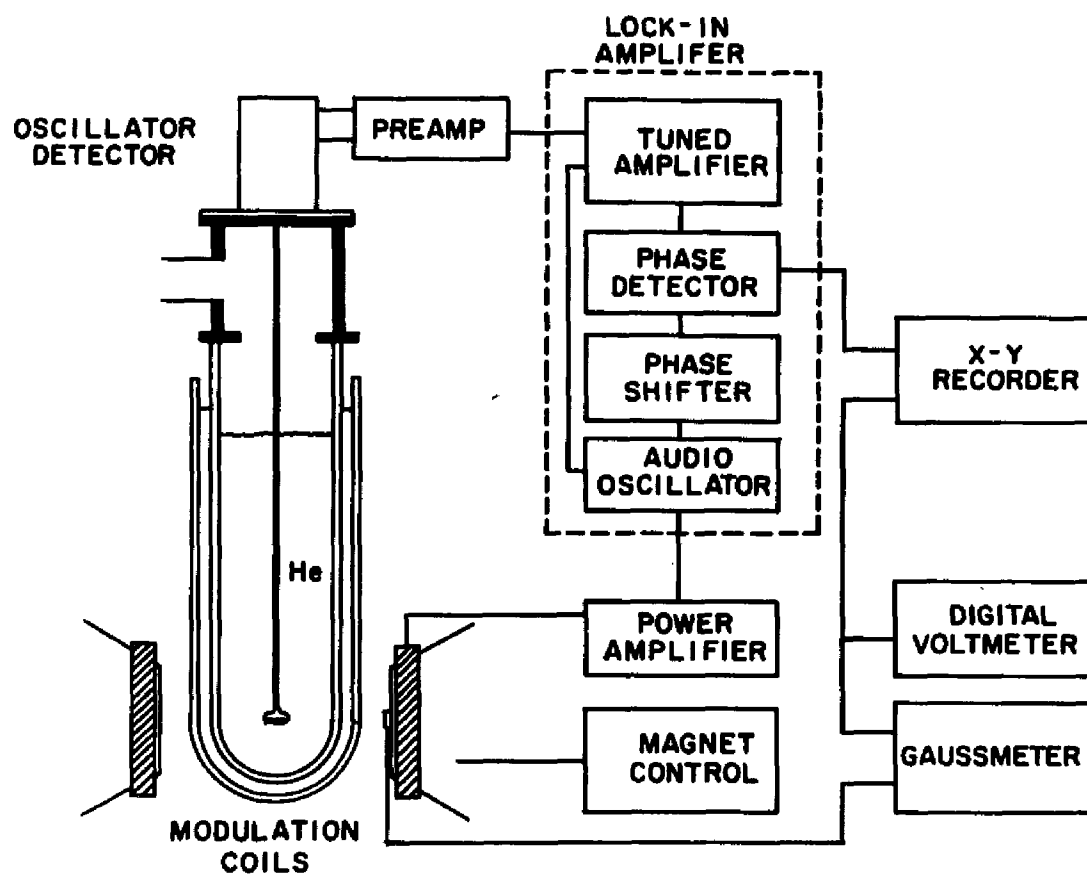 LOCK-IN
AMPLIFER
OSCILLATOR
DETECTOR
PREAMP
TUNED
AMPLIFIER
PHASE
DETECTOR
PHASE
SHIFTER
AUDIO
OSCILLATOR
X-Y
RECORDER
He
POWER
AMPLIFIER
DIGITAL
VOLTMETER
MAGNET
CONTROL
GAUSSMETER
MODULATION
COILS